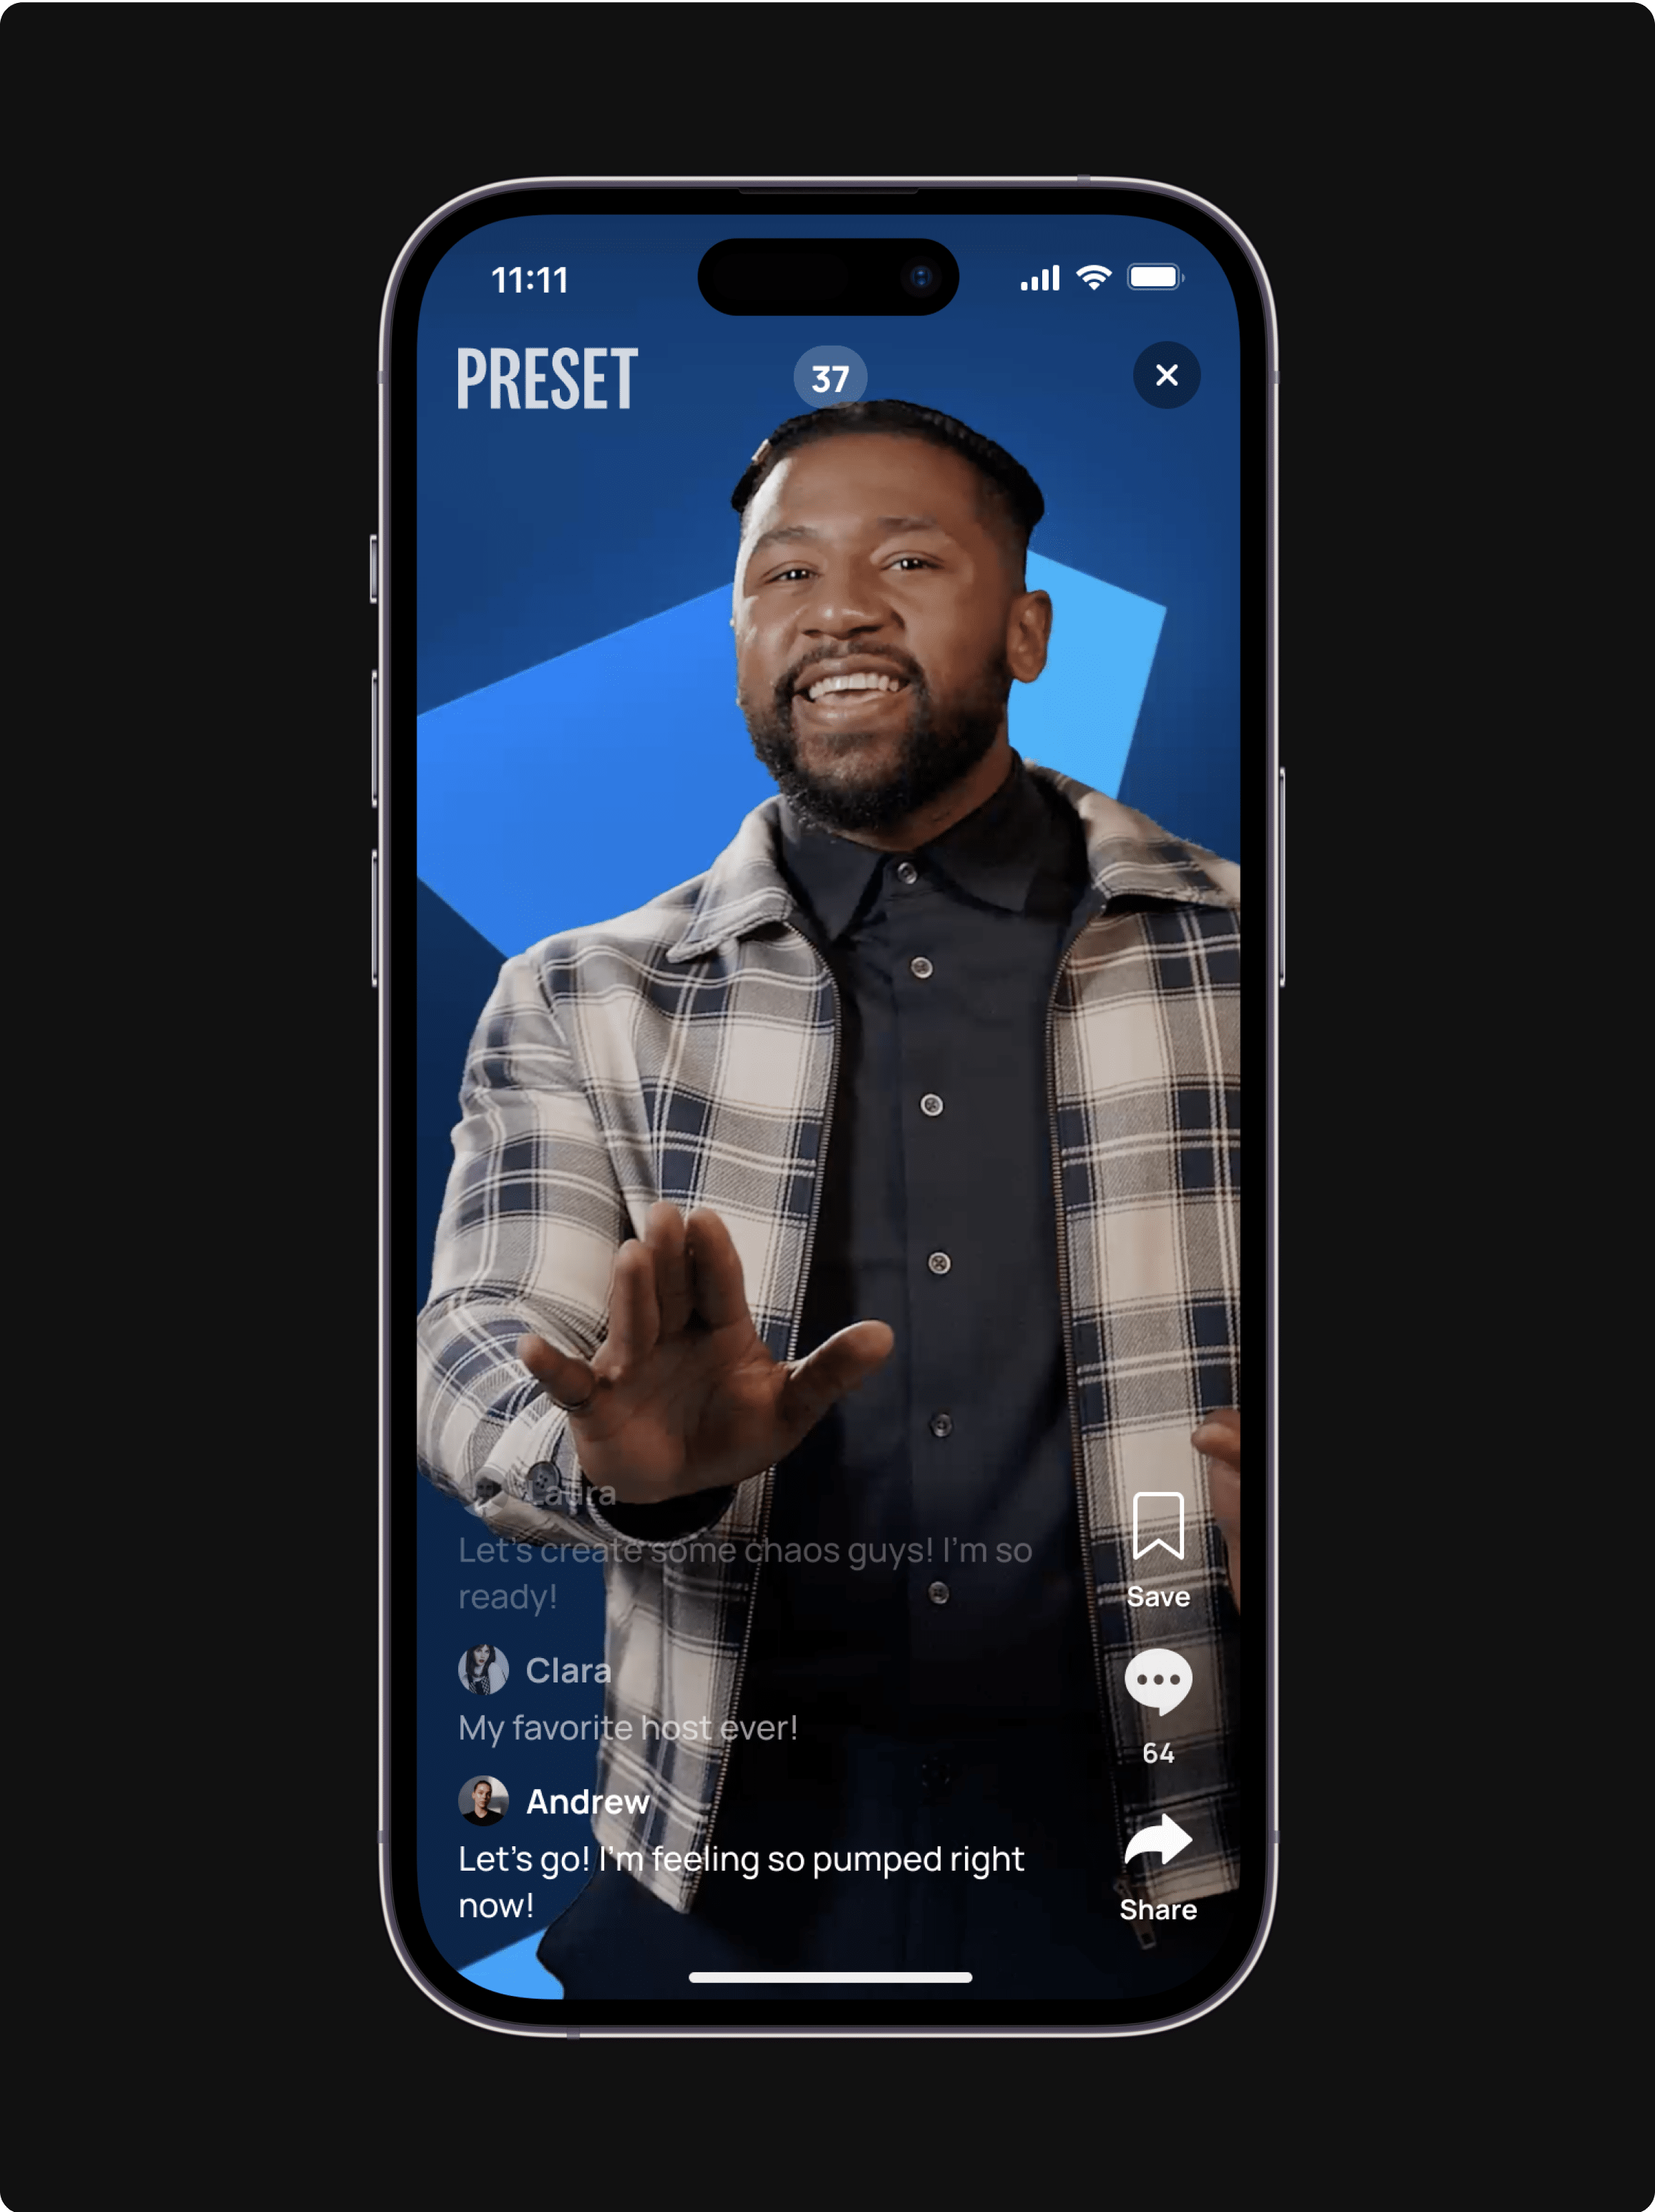 11:11
PRESET
37
Laura
Let's create some chaos guys! I'm so
ready!
Save
Clara
My favorite host ever!
64
Andrew
Let's go! I'm feeling so pumped right
now!
Share